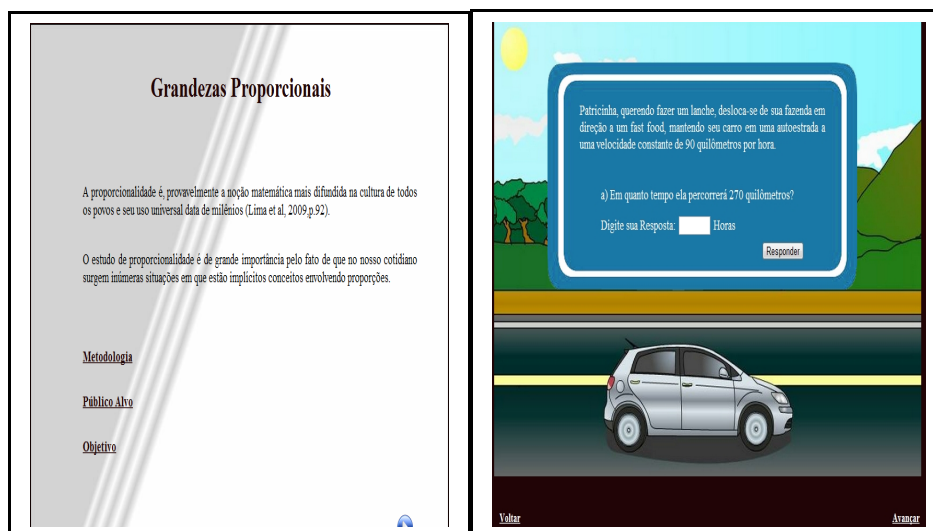 Grandezas Proporcionais
A proporcionalidade é, provavelmente a noção matemática mais difundida na cultura de todos
os povos e seu uso universal data de milênios (Lima et al, 2009,p.92).
O estudo de proporcionalidade é de grande importância pelo fato de que no nosso cotidiano
surgem inúmeras situações em que estão implícitos conceitos envolvendo proporções.
Metodologia
Público Alvo
Objetivo
Patricinha, querendo fazer um lanche, desloca-se de sua fazenda em
direção a um fast food, mantendo seu carro em uma autoestrada a
uma velocidade constante de 90 quilômetros por hora.
a) Em quanto tempo ela percorrerá 270 quilômetros?
Digite sua Resposta: Horas
Responder
Voltar Avançar